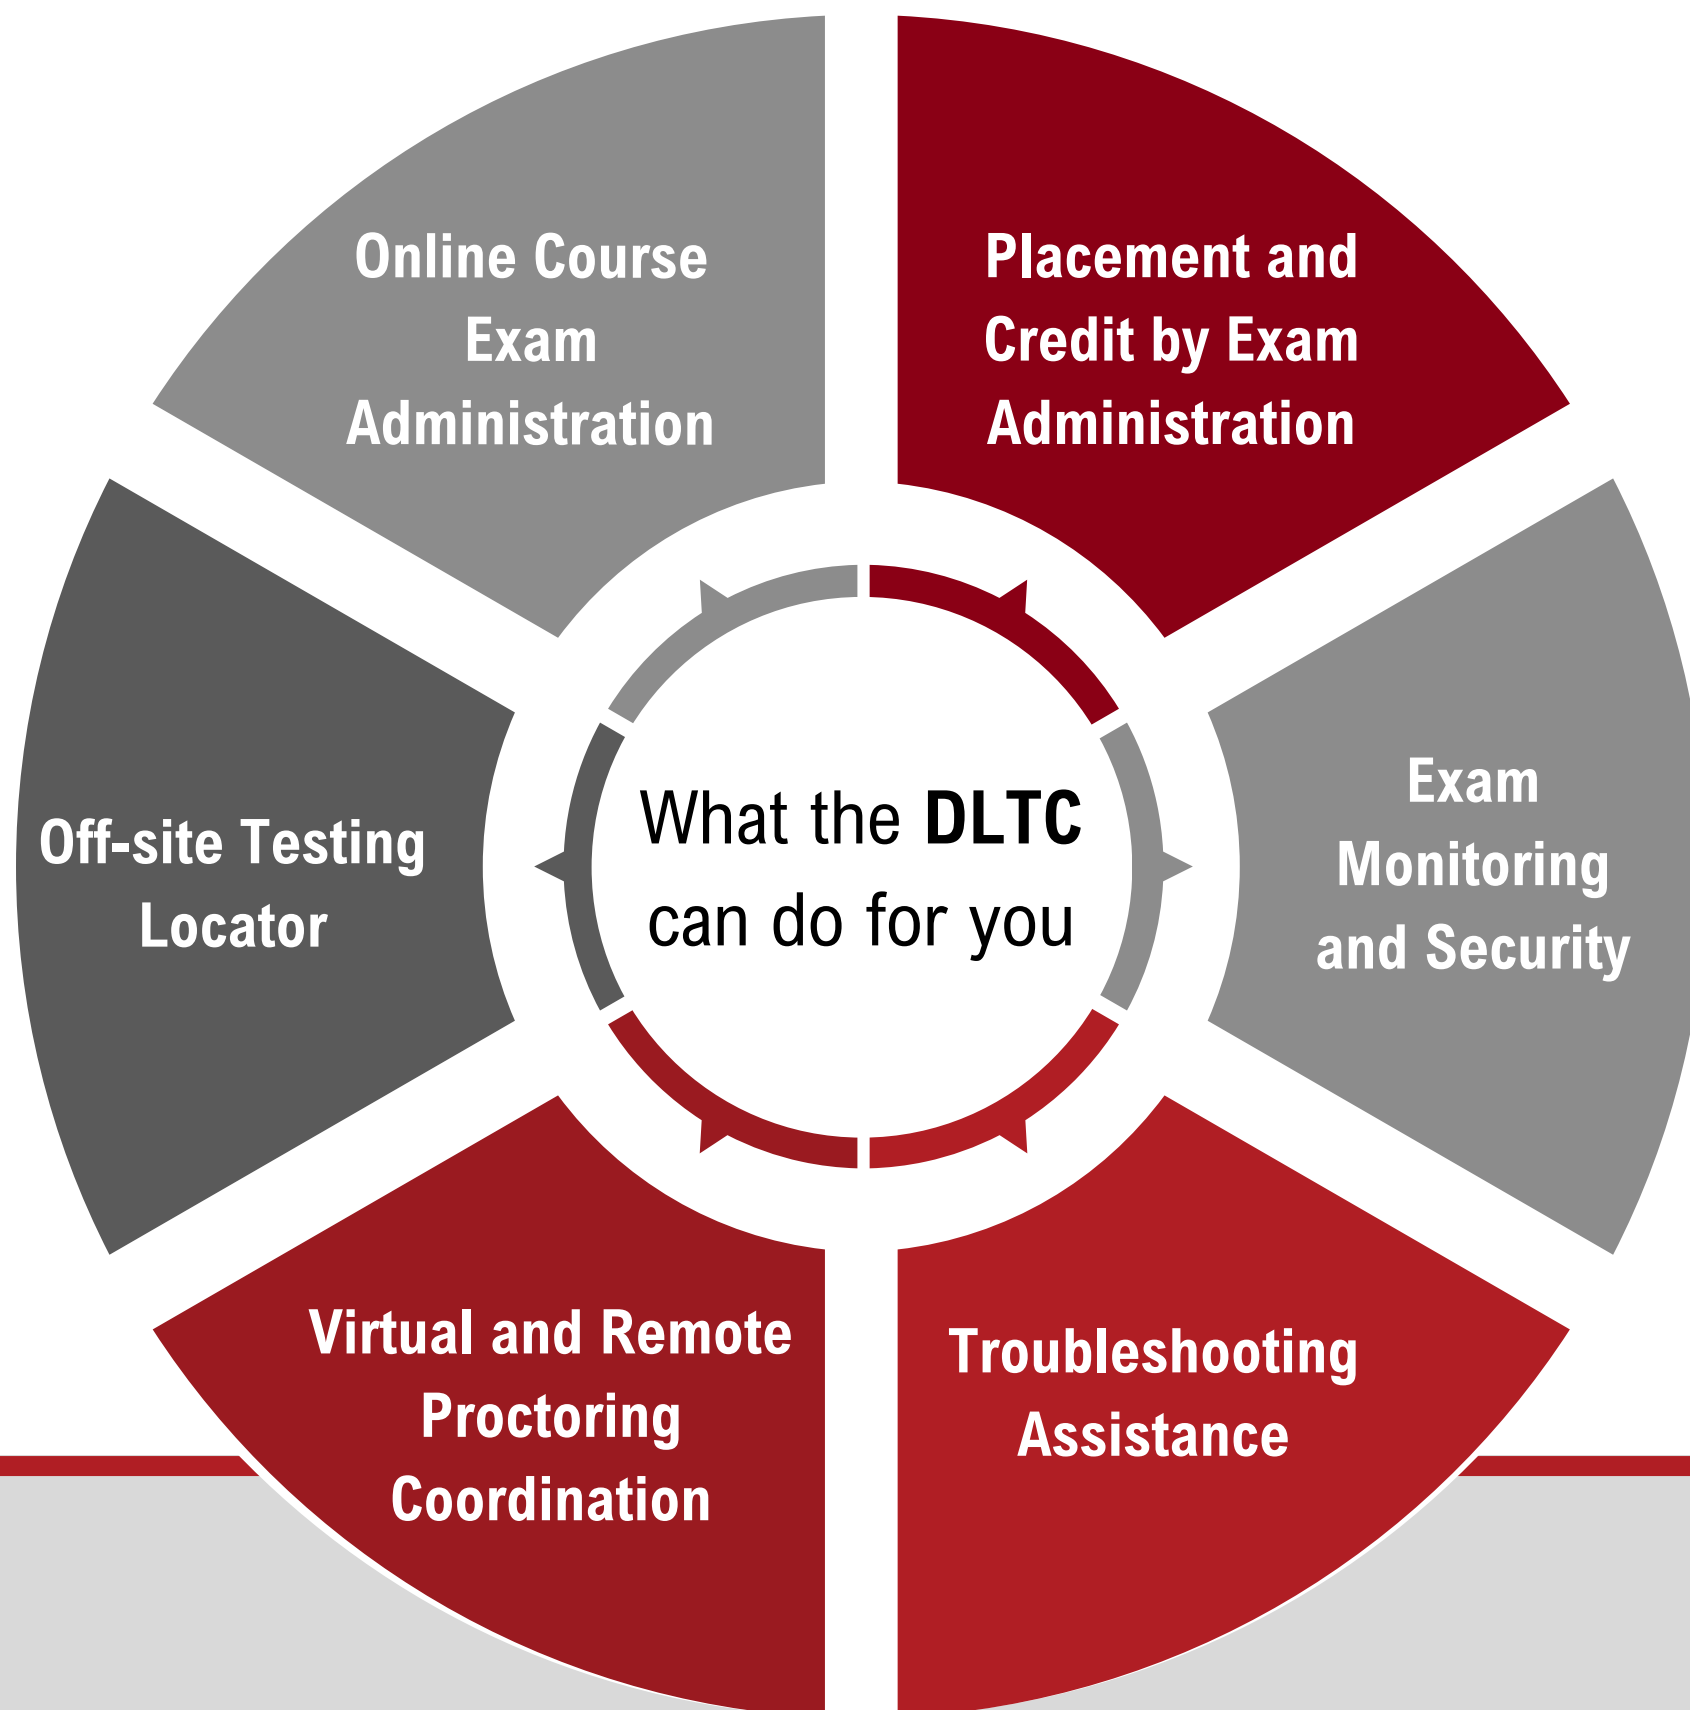 Online Course
Exam
Administration
Placement and
Credit by Exam
Administration
Exam
Monitoring
and Security
Troubleshooting
Assistance
Virtual and Remote
Proctoring
Coordination
Off-site Testing
Locator
What the DLTC
can do for you